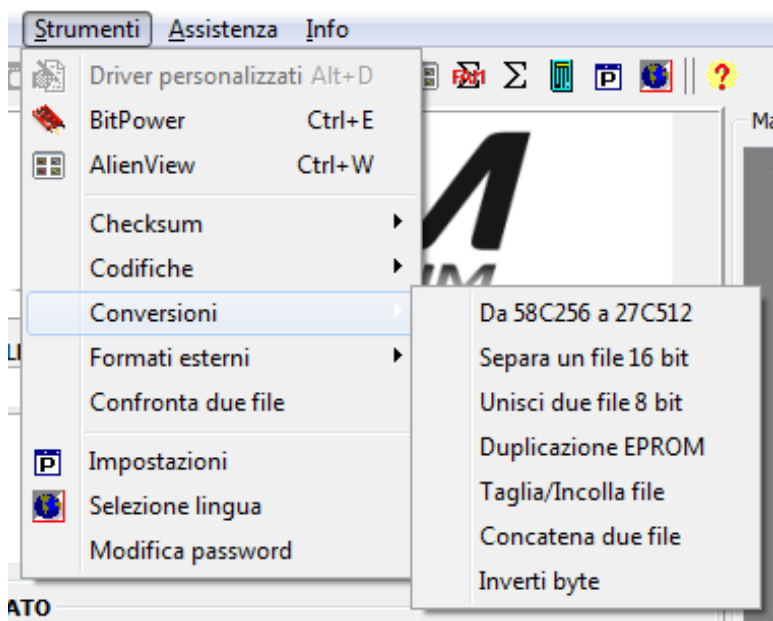 Strumenti Assistenza Info
Driver personalizzati Alt+D
BitPower Ctrl+E
AlienView Ctrl+W
Checksum
Codifiche
Conversioni
Formati esterni
Confronta due file
Impostazioni
Selezione lingua
Modifica password
Da 58C256 a 27C512
Separa un file 16 bit
Unisci due file 8 bit
Duplicazione EPROM
Taglia/Incolla file
Concatena due file
Inverti byte
Ma
ATO